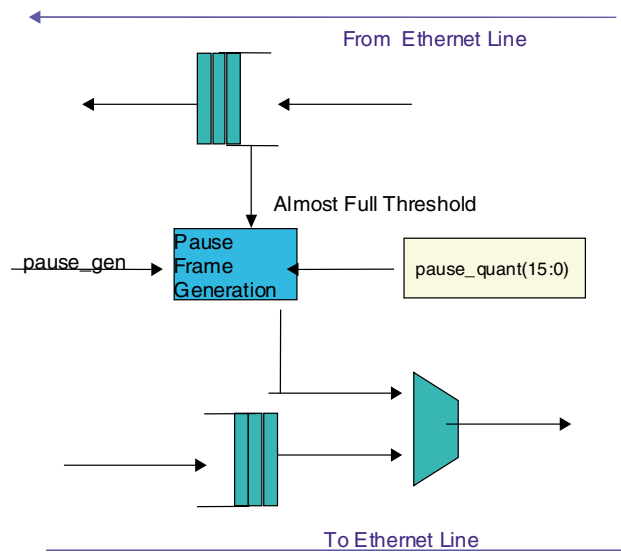 From Ethernet Line
Almost Full Threshold
pause_gen
Pause
Frame
Generation
pause_quant(15:0)
To Ethernet Line